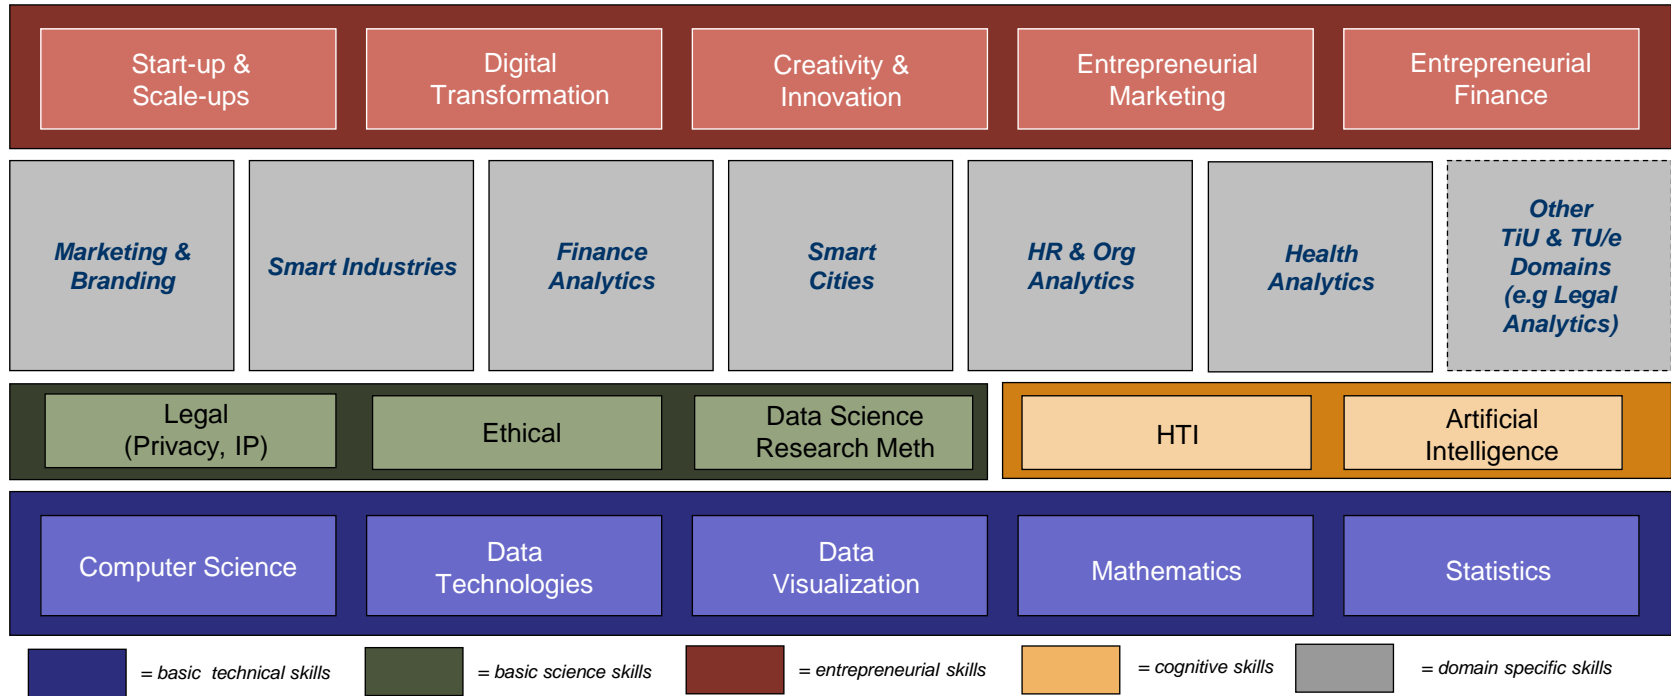 Start-up &
Scale-ups
Digital
Transformation
Creativity &
Innovation
Entrepreneurial
Marketing
Entrepreneurial
Finance
Marketing &
Branding
Smart Industries
Finance
Analytics
Smart
Cities
HR & Org
Analytics
Health
Analytics
Other
TiU & TU/e
Domains
(e.g Legal
Analytics)
Legal
(Privacy, IP)
Ethical
Data Science
Research Meth
HTI
Artificial
Intelligence
Computer Science
Data
Technologies
Data
Visualization
Mathematics
Statistics
= basic technical skills
= basic science skills
= entrepreneurial skills
= cognitive skills
= domain specific skills